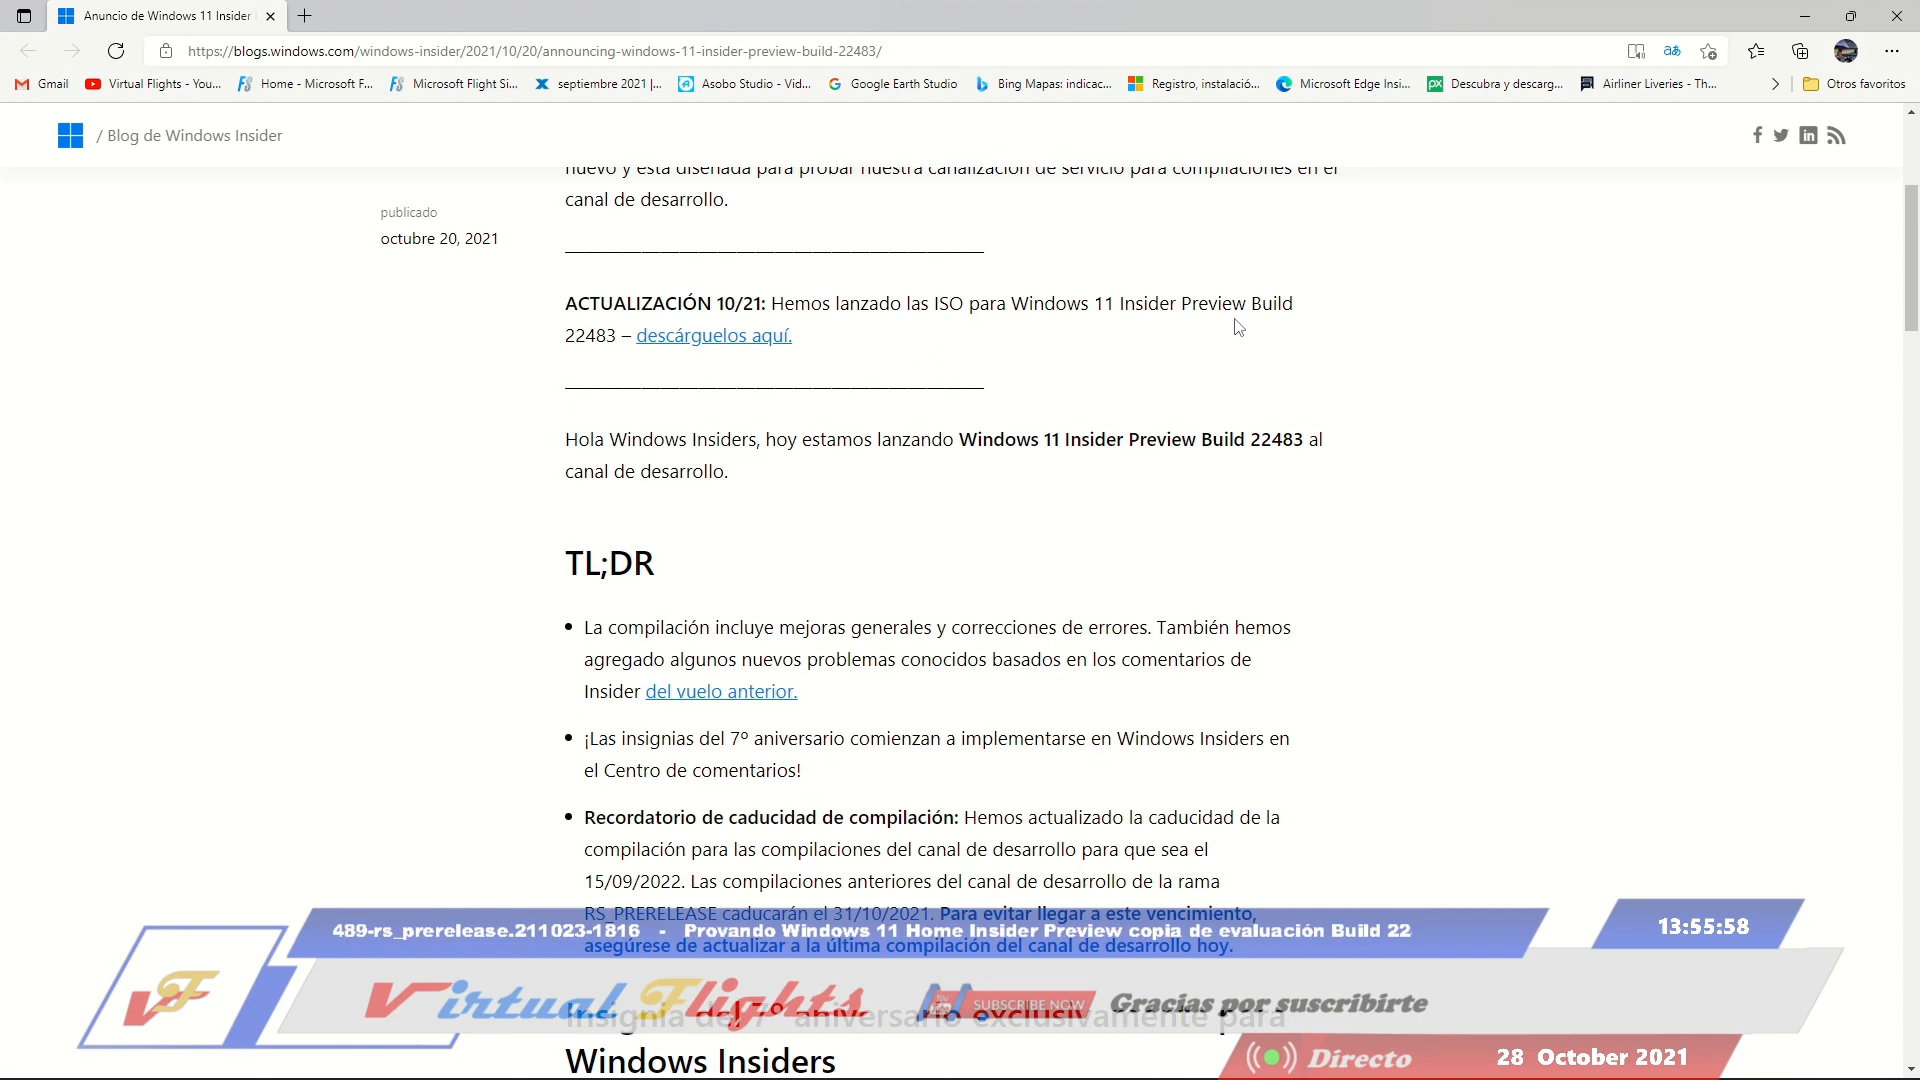 Anuncio de Windows 11 Insider
https://blogs.windows.com/windows-insider/2021/10/20/announcing-windows-11-insider-preview-build-22483/
Gmail
Virtual Flights - You...
Home - Microsoft F...
Microsoft Flight Si...
septiembre 2021 |...
Asobo Studio - Vid...
Google Earth Studio
Bing Mapas: indicac...
Registro, instalació...
Microsoft Edge Insi...
Descubra y descarg...
Airliner Liveries - Th...
Otros favoritos
/ Blog de Windows Insider
nuevo y está diseñada para probar nuestra canalización de servicio para compilaciones en el
canal de desarrollo.
publicado
octubre 20, 2021
ACTUALIZACIÓN 10/21: Hemos lanzado las ISO para Windows 11 Insider Preview Build
22483 – descárguelos aquí.
Hola Windows Insiders, hoy estamos lanzando Windows 11 Insider Preview Build 22483 al
canal de desarrollo.
TL;DR
La compilación incluye mejoras generales y correcciones de errores. También hemos
agregado algunos nuevos problemas conocidos basados en los comentarios de
Insider del vuelo anterior.
¡Las insignias del 7º aniversario comienzan a implementarse en Windows Insiders en
el Centro de comentarios!
Recordatorio de caducidad de compilación: Hemos actualizado la caducidad de la
compilación para las compilaciones del canal de desarrollo para que sea el
15/09/2022. Las compilaciones anteriores del canal de desarrollo de la rama
RS_PRERELEASE caducarán el 31/10/2021. Para evitar llegar a este vencimiento,
asegúrese de actualizar a la última compilación del canal de desarrollo hoy.
489-rs_prerelease.211023-1816 - Provando Windows 11 Home Insider Preview copia de evaluación Build 22
13:55:58
VF
Virtual Flights
SUBSCRIBE NOW
Gracias por suscribirte
Insignia del 7º aniversario exclusivamente para
Windows Insiders
Directo
28 October 2021